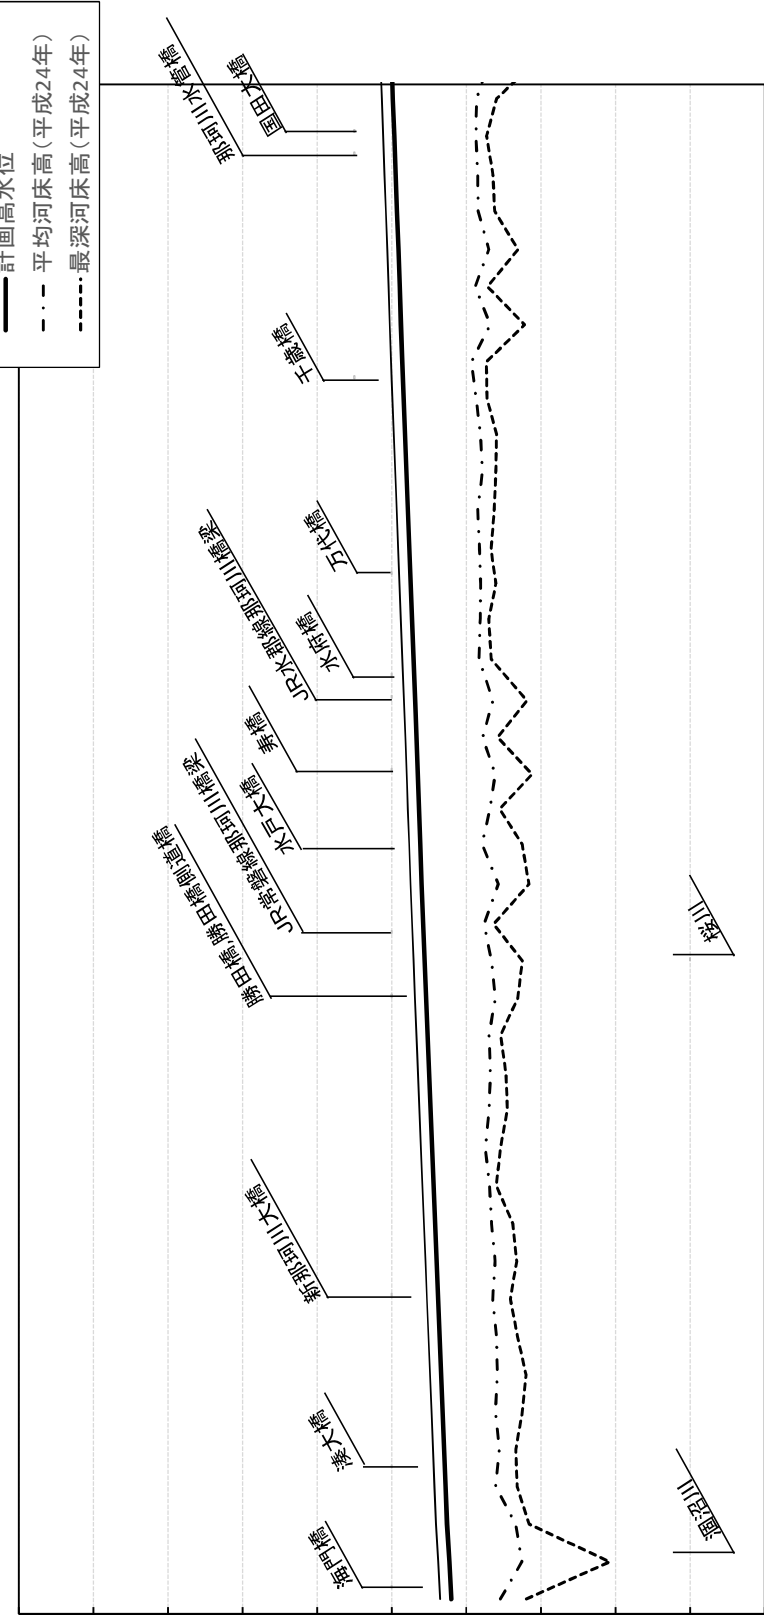 計画高水位
平均河床高(平成24年)
最深河床高(平成24年)
海門橋
湊大橋
新那珂川大橋
勝田橋、勝田橋側道橋
JR常磐線那珂川橋梁
水戸大橋
寿橋
JR水郡線那珂川橋梁
水府橋
万代橋
千歳橋
那珂川水管橋
国田大橋
涸沼川
桜川